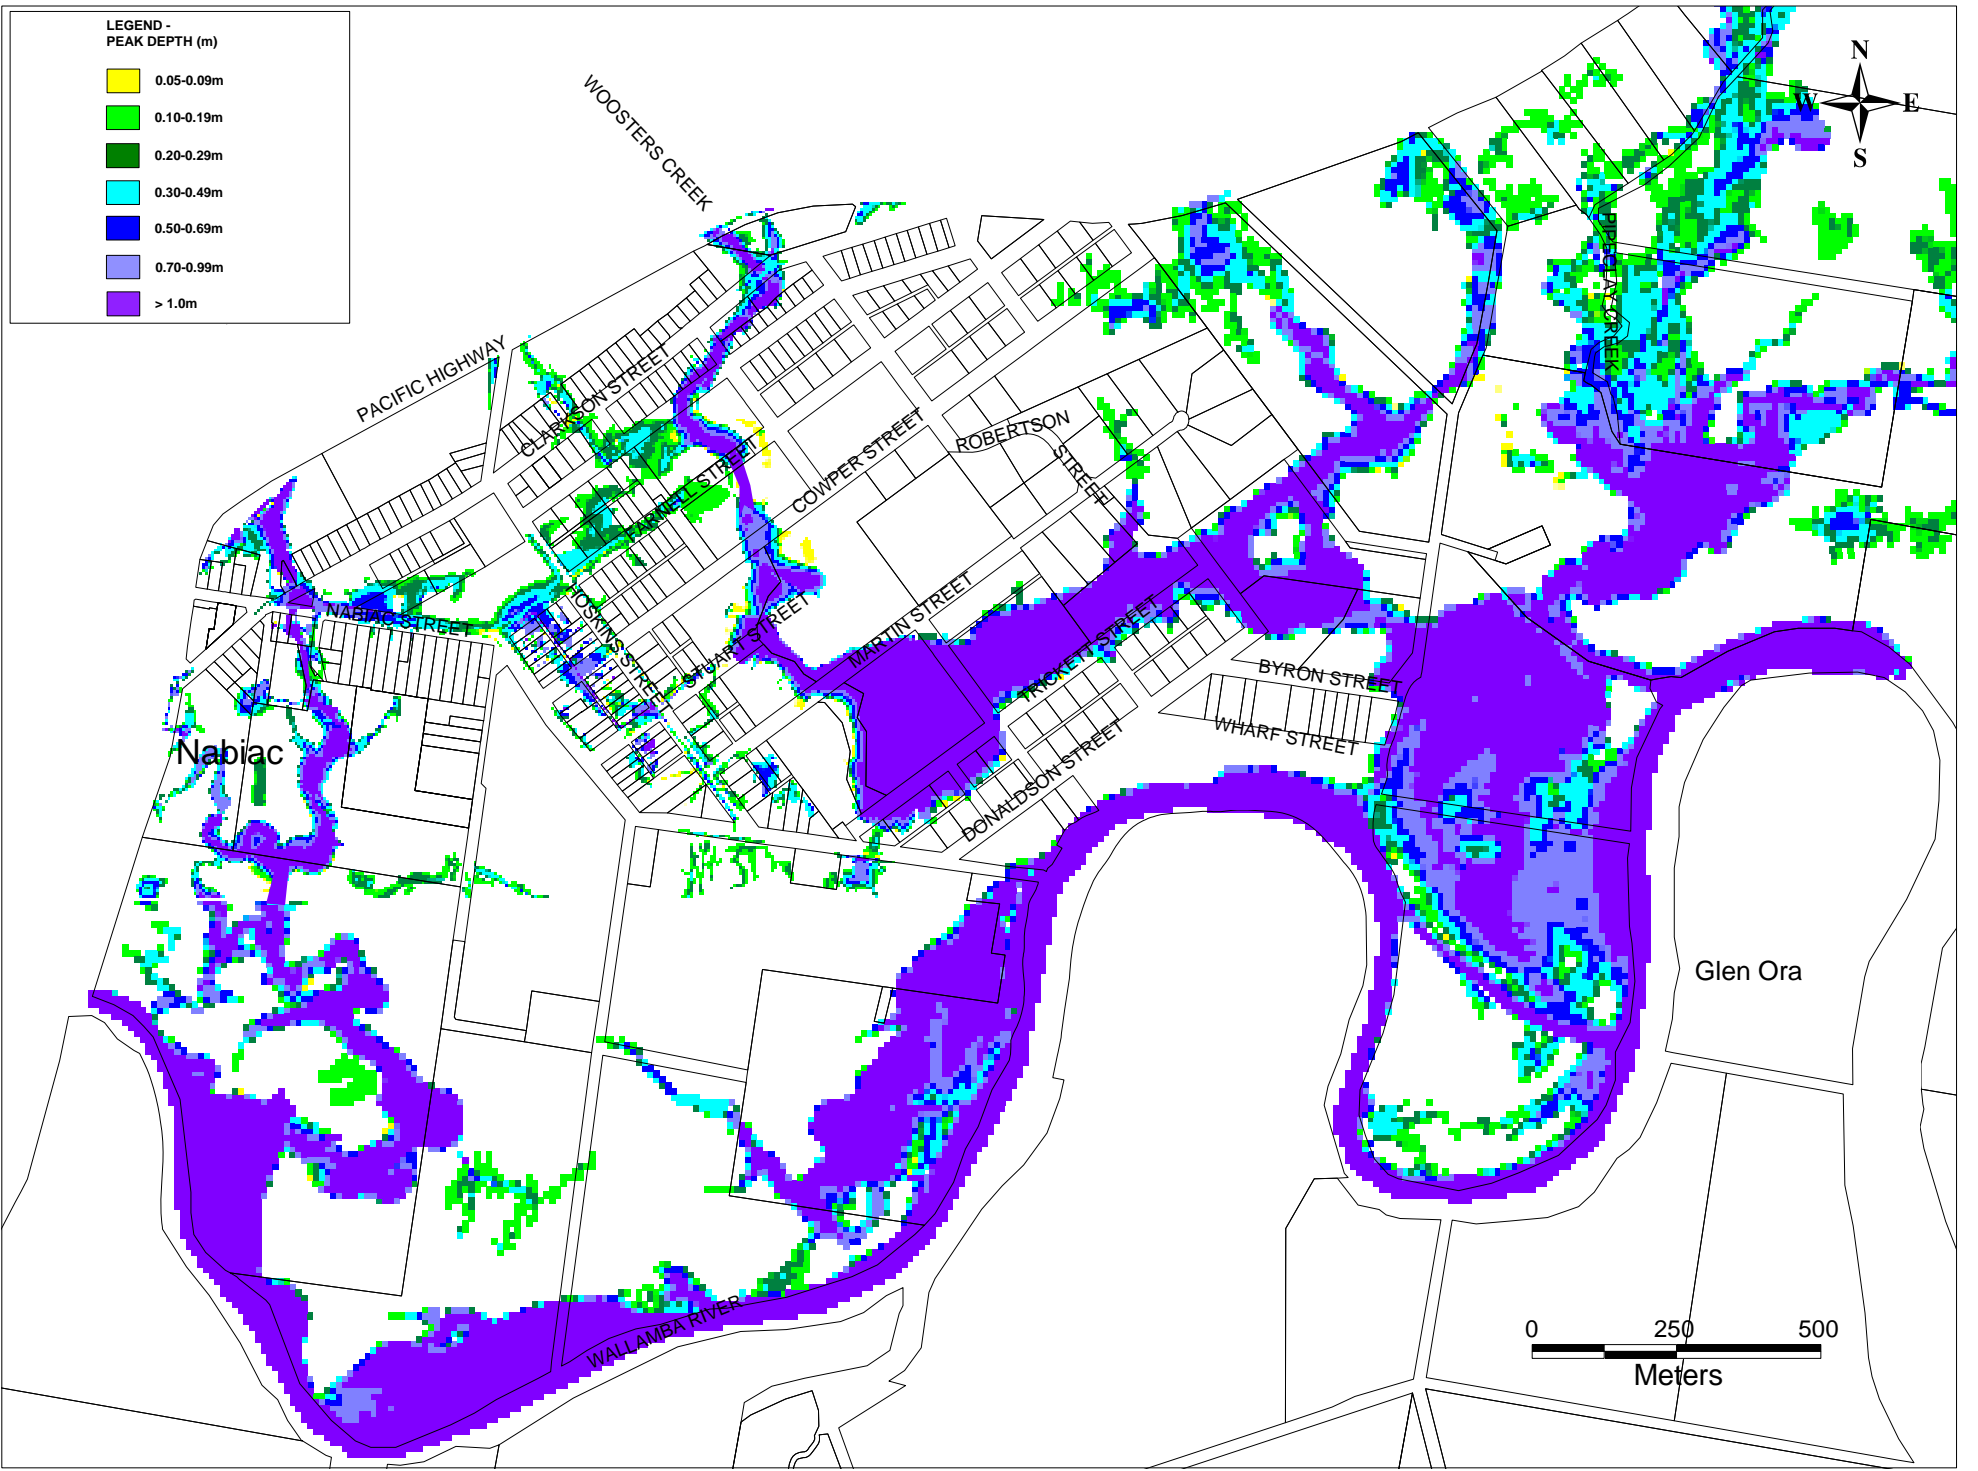 LEGEND -
PEAK DEPTH (m)
0.05-0.09m
0.10-0.19m
0.20-0.29m
0.30-0.49m
0.50-0.69m
0.70-0.99m
> 1.0m
WOOSTERS CREEK
N
W
E
S
PIPECLAY CREEK
PACIFIC HIGHWAY
CLARKSON STREET
FARNELL STREET
COWPER STREET
ROBERTSON
STREET
NABIAC STREET
HOSKINS STREET
STUART STREET
MARTIN STREET
TRICKETT STREET
BYRON STREET
WHARF STREET
DONALDSON STREET
Nabiac
Glen Ora
WALLAMBA RIVER
0 250 500
Meters